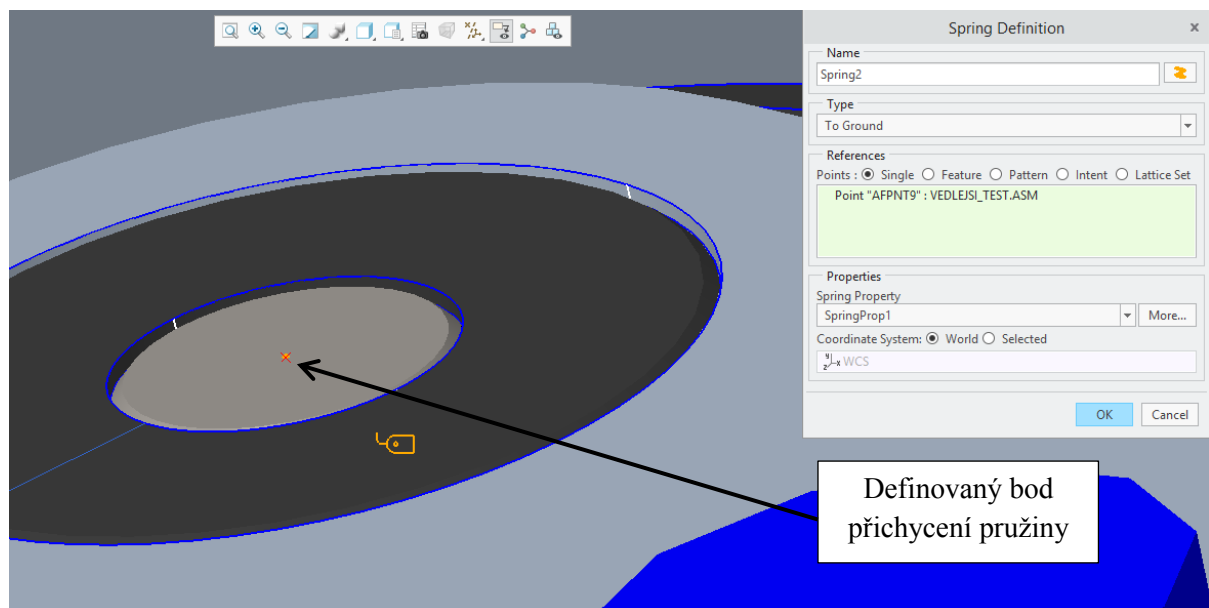 Spring Definition
x
Name
Spring2
Type
To Ground
References
Points : Single Feature Pattern Intent Lattice Set
Point "AFPNT9" : VEDLEJSI_TEST.ASM
Properties
Spring Property
SpringProp1 More...
Coordinate System: World Selected
WCS
OK Cancel
Definovaný bod
přichycení pružiny